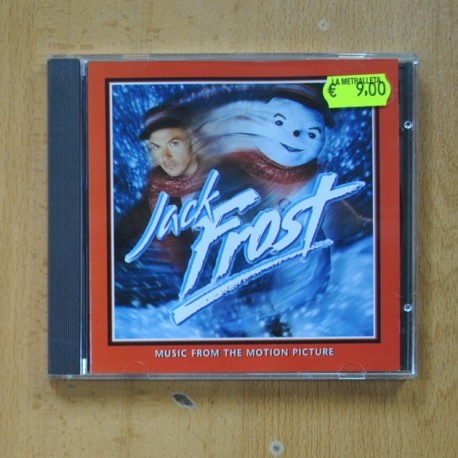 LA METRALLETA
€ 9,00
Jack
Frost
MUSIC FROM THE MOTION PICTURE